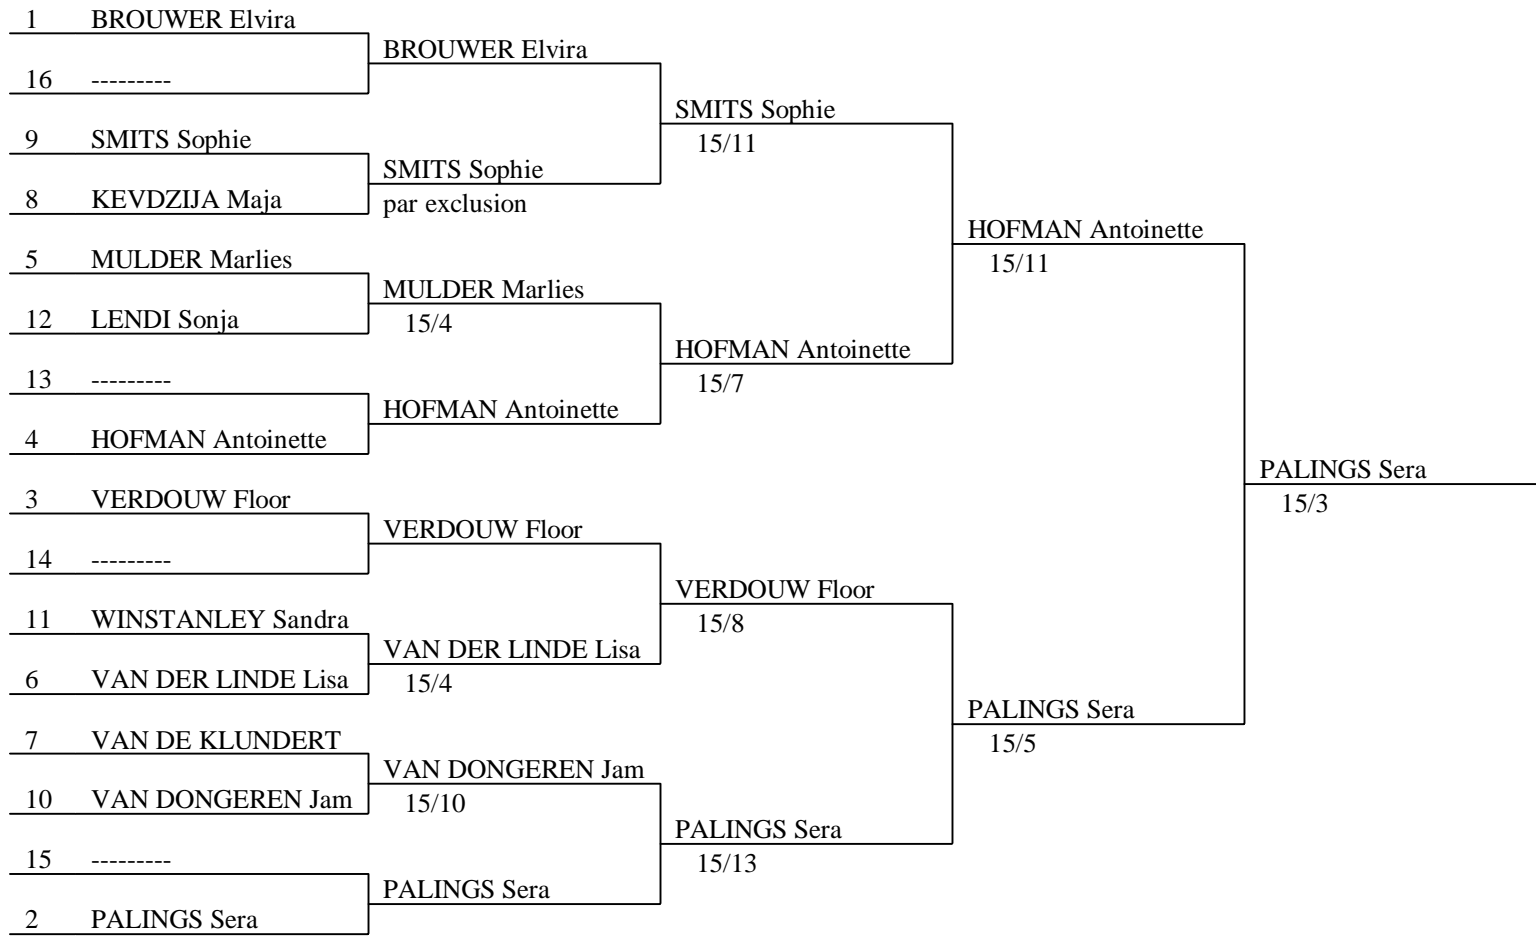 1 BROUWER Elvira
16 ---------
9 SMITS Sophie
8 KEVDZIJA Maja
5 MULDER Marlies
12 LENDI Sonja
13 ---------
4 HOFMAN Antoinette
3 VERDOUW Floor
14 ---------
11 WINSTANLEY Sandra
6 VAN DER LINDE Lisa
7 VAN DE KLUNDERT
10 VAN DONGEREN Jam
15 ---------
2 PALINGS Sera
BROUWER Elvira
SMITS Sophie
par exclusion
MULDER Marlies
15/4
HOFMAN Antoinette
VERDOUW Floor
VAN DER LINDE Lisa
15/4
VAN DONGEREN Jam
15/10
PALINGS Sera
SMITS Sophie
15/11
HOFMAN Antoinette
15/7
VERDOUW Floor
15/8
PALINGS Sera
15/13
HOFMAN Antoinette
15/11
PALINGS Sera
15/5
PALINGS Sera
15/3